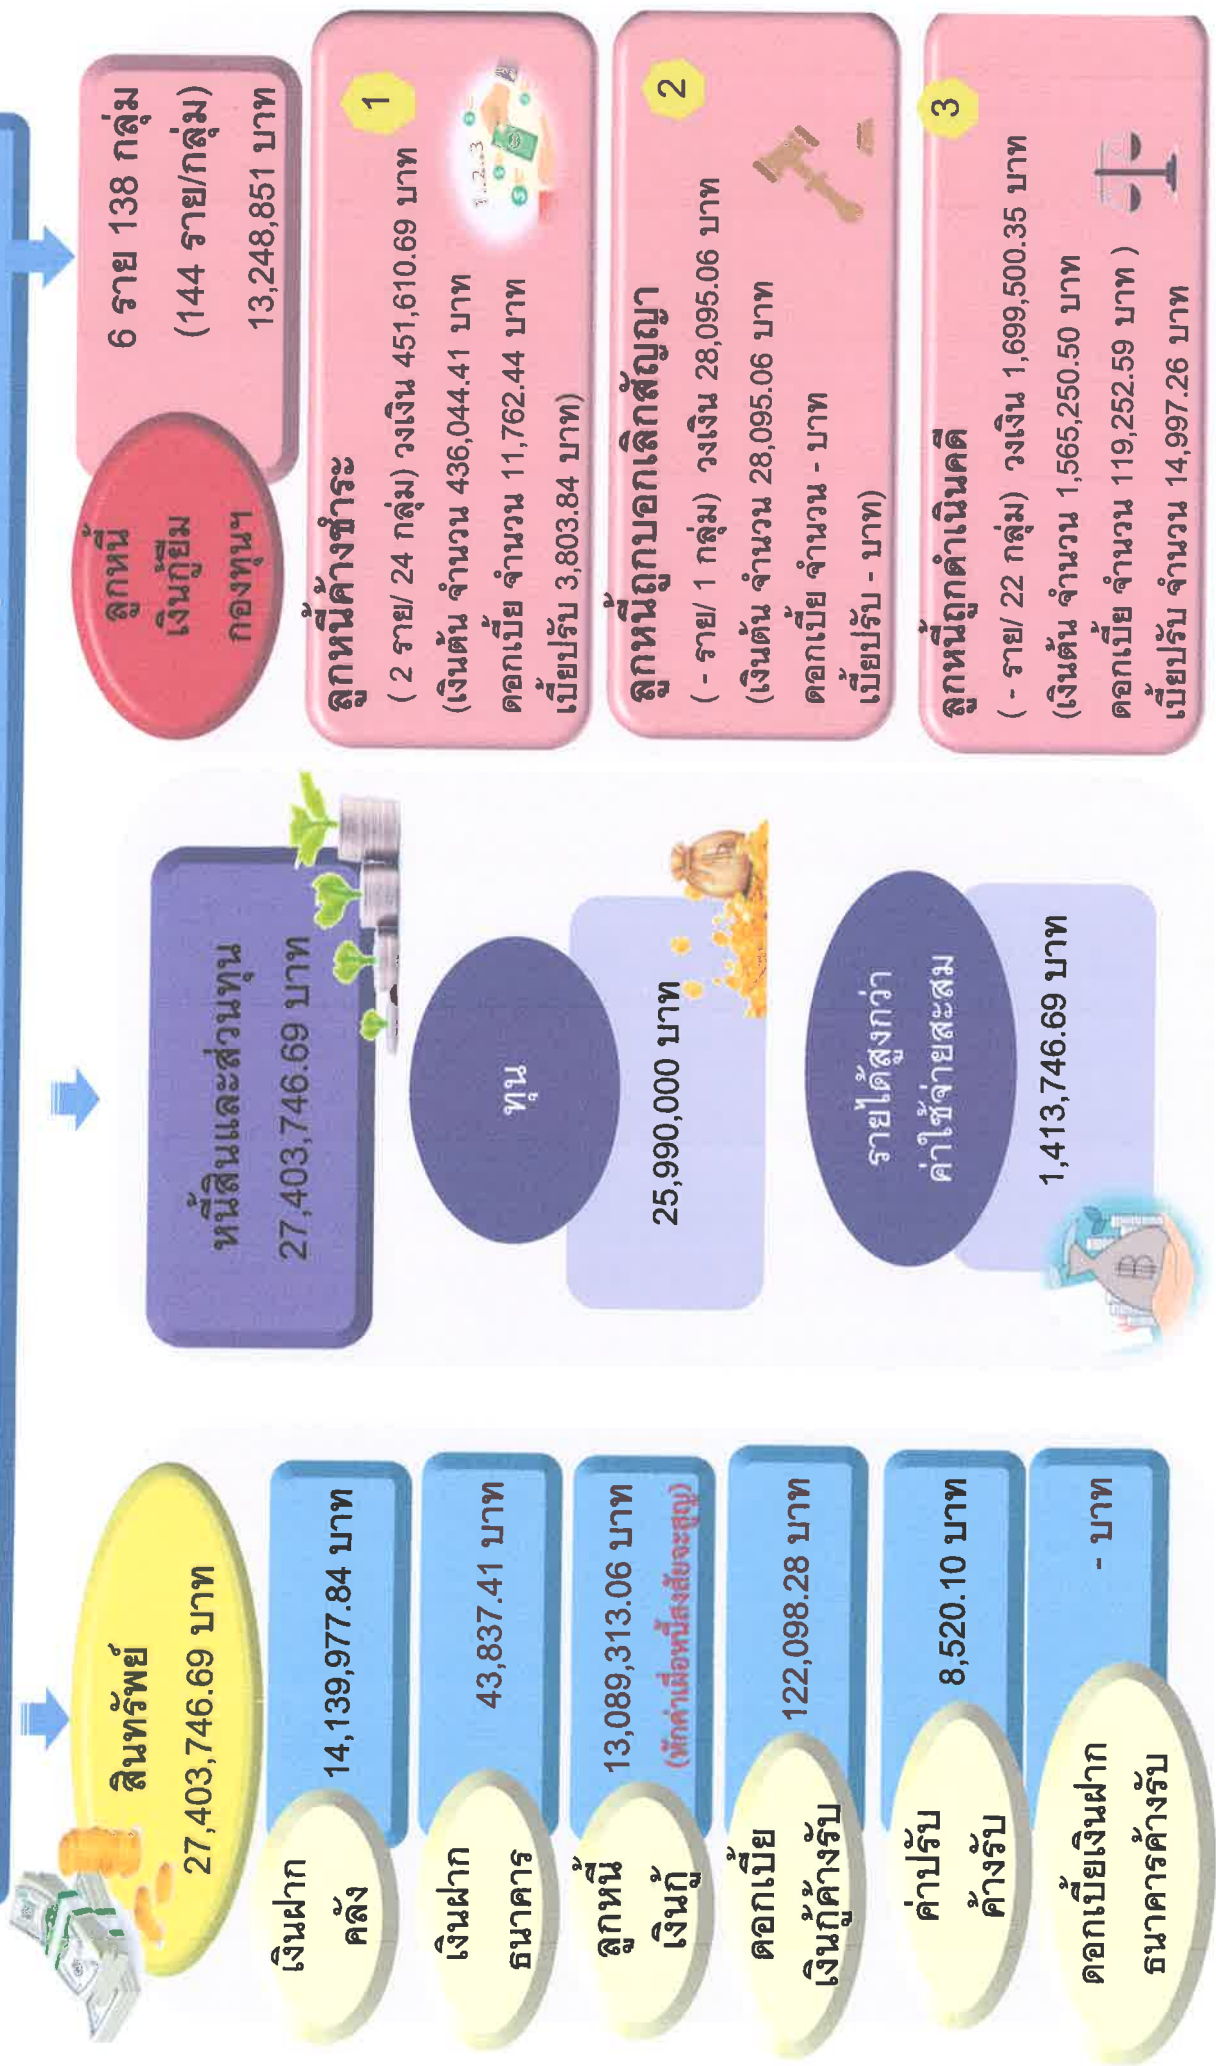 สินทรัพย์
27,403,746.69 บาท
เงินฝาก
คลัง
14,139,977.84 บาท
เงินฝาก
ธนาคาร
43,837.41 บาท
ลูกหนี้
เงินกู้
13,089,313.06 บาท
(หักค่าเผื่อหนี้สงสัยจะสูญ)
ดอกเบี้ย
เงินกู้ค้างรับ
122,098.28 บาท
ค่าปรับ
ค้างรับ
8,520.10 บาท
ดอกเบี้ยเงินฝาก
ธนาคารค้างรับ
- บาท
หนี้สินและส่วนทุน
27,403,746.69 บาท
ทุน
25,990,000 บาท
รายได้สูงกว่า
ค่าใช้จ่ายสะสม
1,413,746.69 บาท
ลูกหนี้
เงินกู้ยืม
กองทุนฯ
6 ราย 138 กลุ่ม
(144 ราย/กลุ่ม)
13,248,851 บาท
ลูกหนี้ค้างชำระ
1
( 2 ราย/ 24 กลุ่ม) วงเงิน 451,610.69 บาท
(เงินต้น จำนวน 436,044.41 บาท
ดอกเบี้ย จำนวน 11,762.44 บาท
เบี้ยปรับ 3,803.84 บาท)
1..2..3
ลูกหนี้ถูกบอกเลิกสัญญา
2
( - ราย/ 1 กลุ่ม) วงเงิน 28,095.06 บาท
(เงินต้น จำนวน 28,095.06 บาท
ดอกเบี้ย จำนวน - บาท
เบี้ยปรับ - บาท)
ลูกหนี้ถูกดำเนินคดี
3
(- ราย/ 22 กลุ่ม) วงเงิน 1,699,500.35 บาท
(เงินต้น จำนวน 1,565,250.50 บาท
ดอกเบี้ย จำนวน 119,252.59 บาท )
เบี้ยปรับ จำนวน 14,997.26 บาท